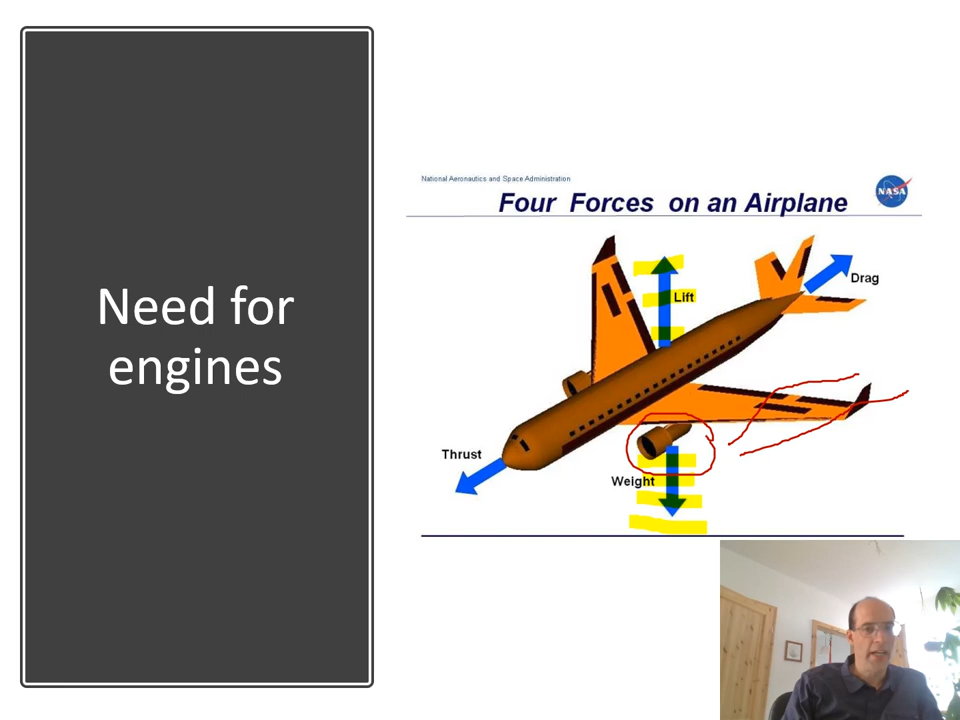 Need for
engines
National Aeronautics and Space Administration
NASA
Four Forces on an Airplane
Drag
Lift
Thrust
Weight